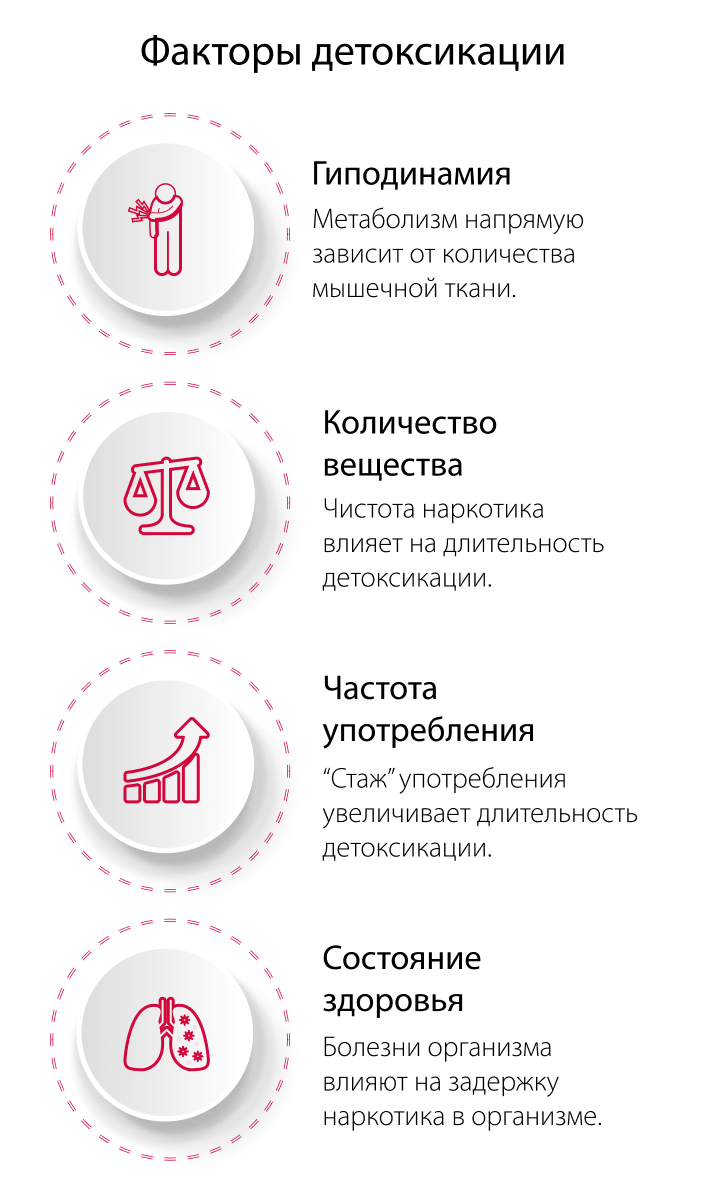 Факторы детоксикации
Гиподинамия
Метаболизм напрямую
зависит от количества
мышечной ткани.
Количество
вещества
Чистота наркотика
влияет на длительность
детоксикации.
Частота
употребления
“Стаж” употребления
увеличивает длительность
детоксикации.
Состояние
здоровья
Болезни организма
влияют на задержку
наркотика в организме.